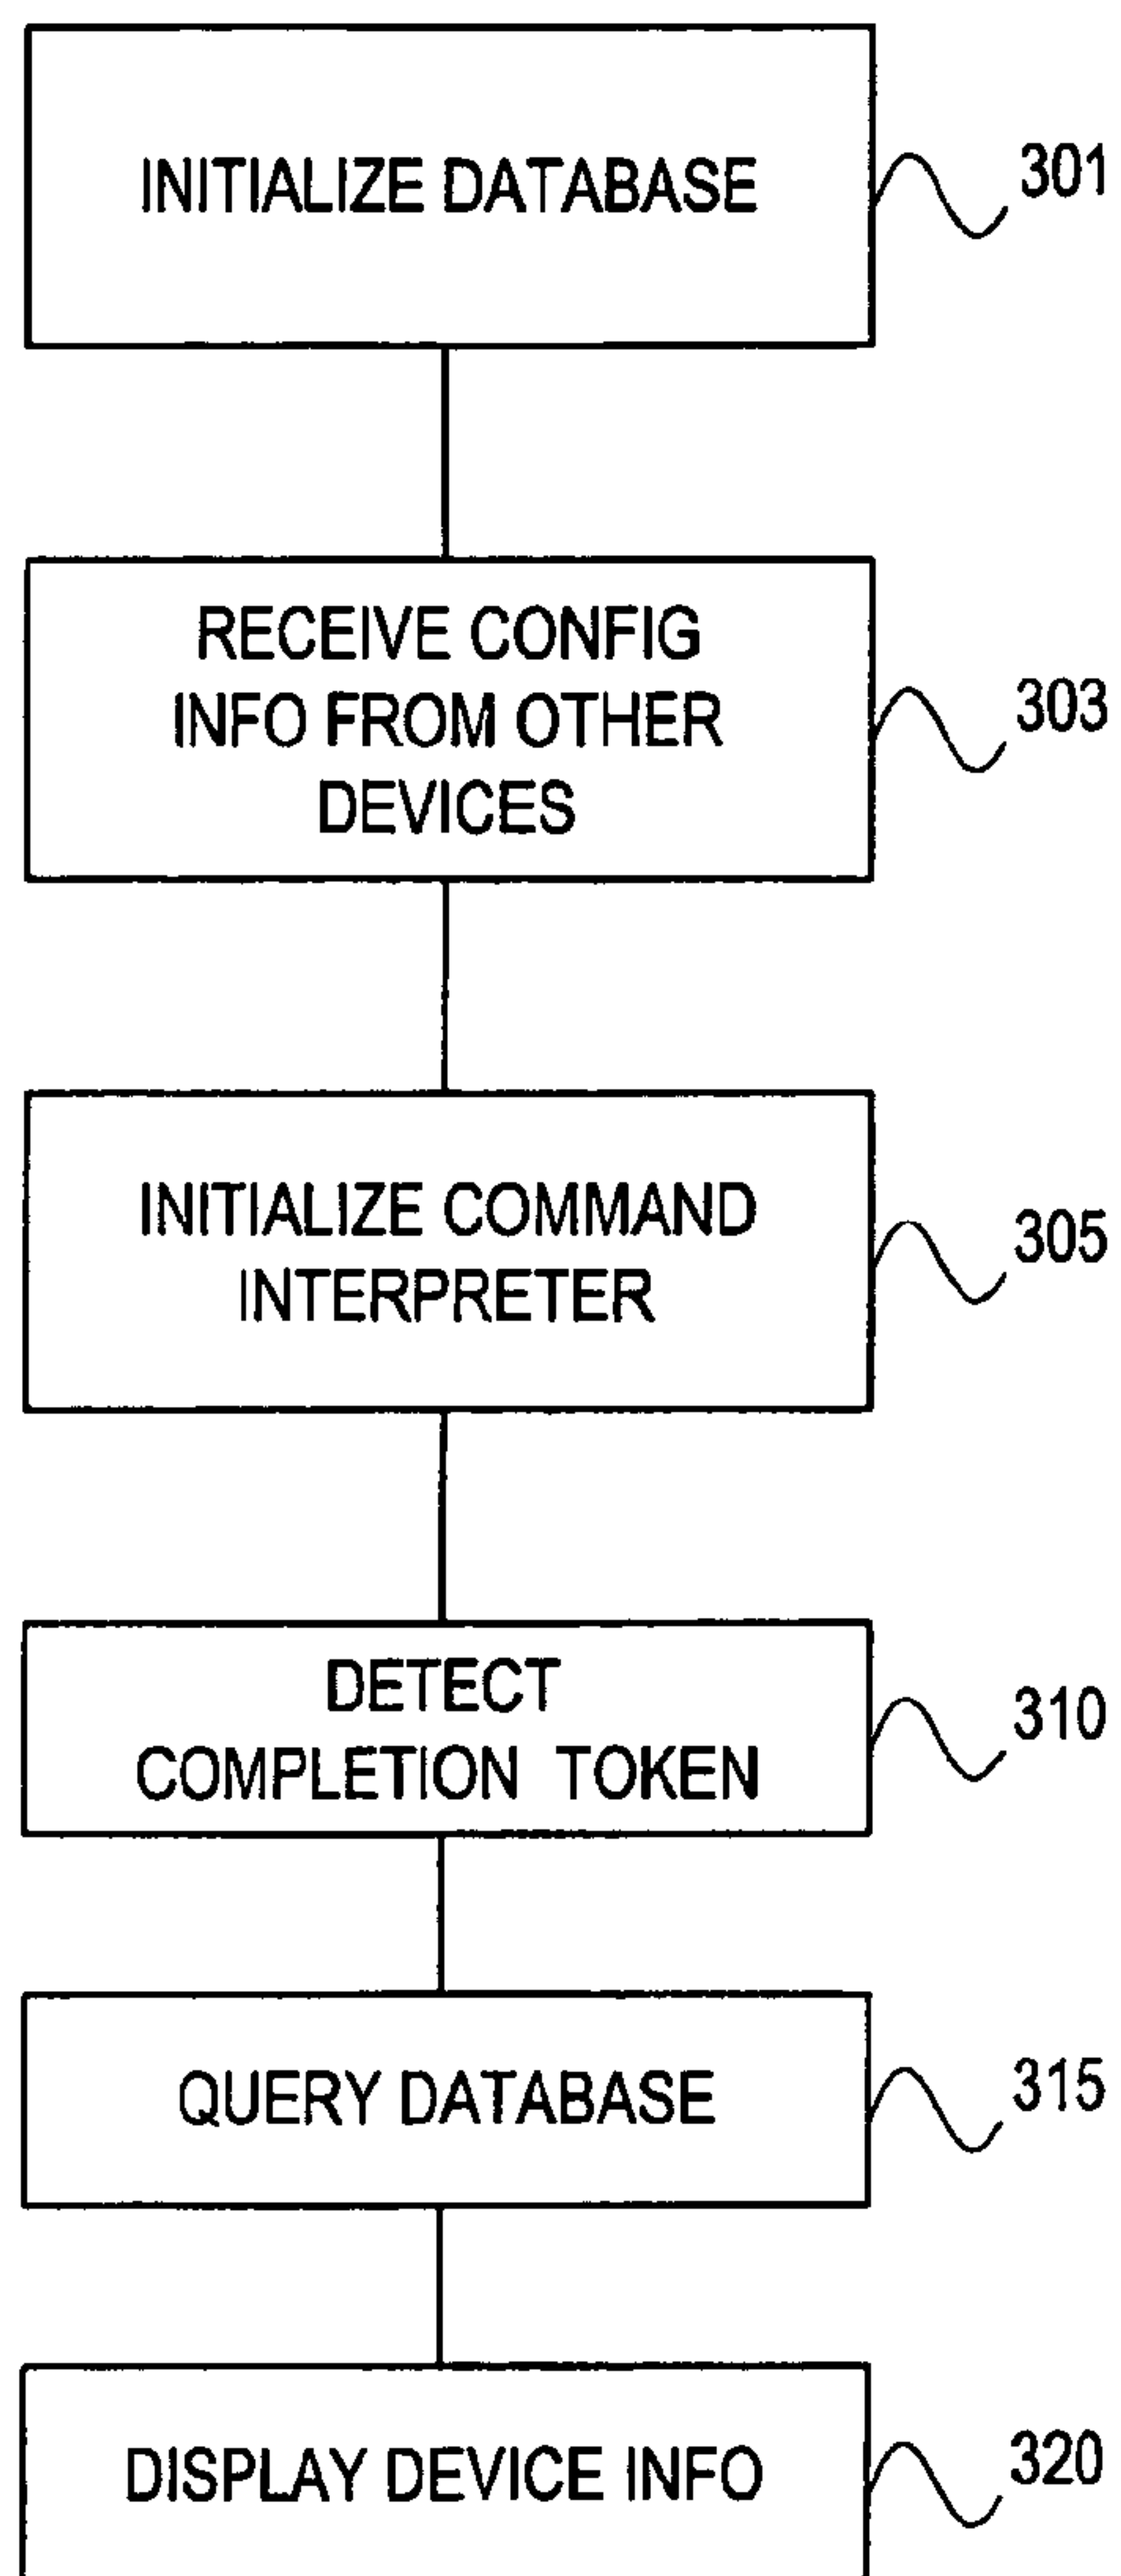 INITIALIZE DATABASE
301
RECEIVE CONFIG
INFO FROM OTHER
DEVICES
303
INITIALIZE COMMAND
INTERPRETER
305
DETECT
COMPLETION TOKEN
310
QUERY DATABASE
315
DISPLAY DEVICE INFO
320